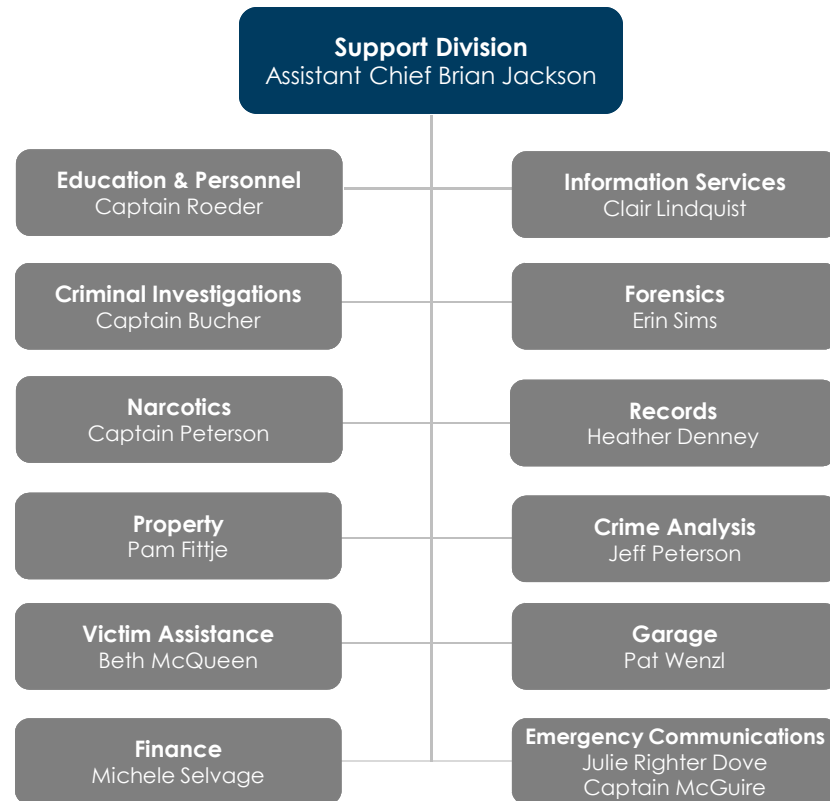 Support Division
Assistant Chief Brian Jackson
Education & Personnel
Captain Roeder
Information Services
Clair Lindquist
Criminal Investigations
Captain Bucher
Forensics
Erin Sims
Narcotics
Captain Peterson
Records
Heather Denney
Property
Pam Fittje
Crime Analysis
Jeff Peterson
Victim Assistance
Beth McQueen
Garage
Pat Wenzl
Finance
Michele Selvage
Emergency Communications
Julie Righter Dove
Captain McGuire